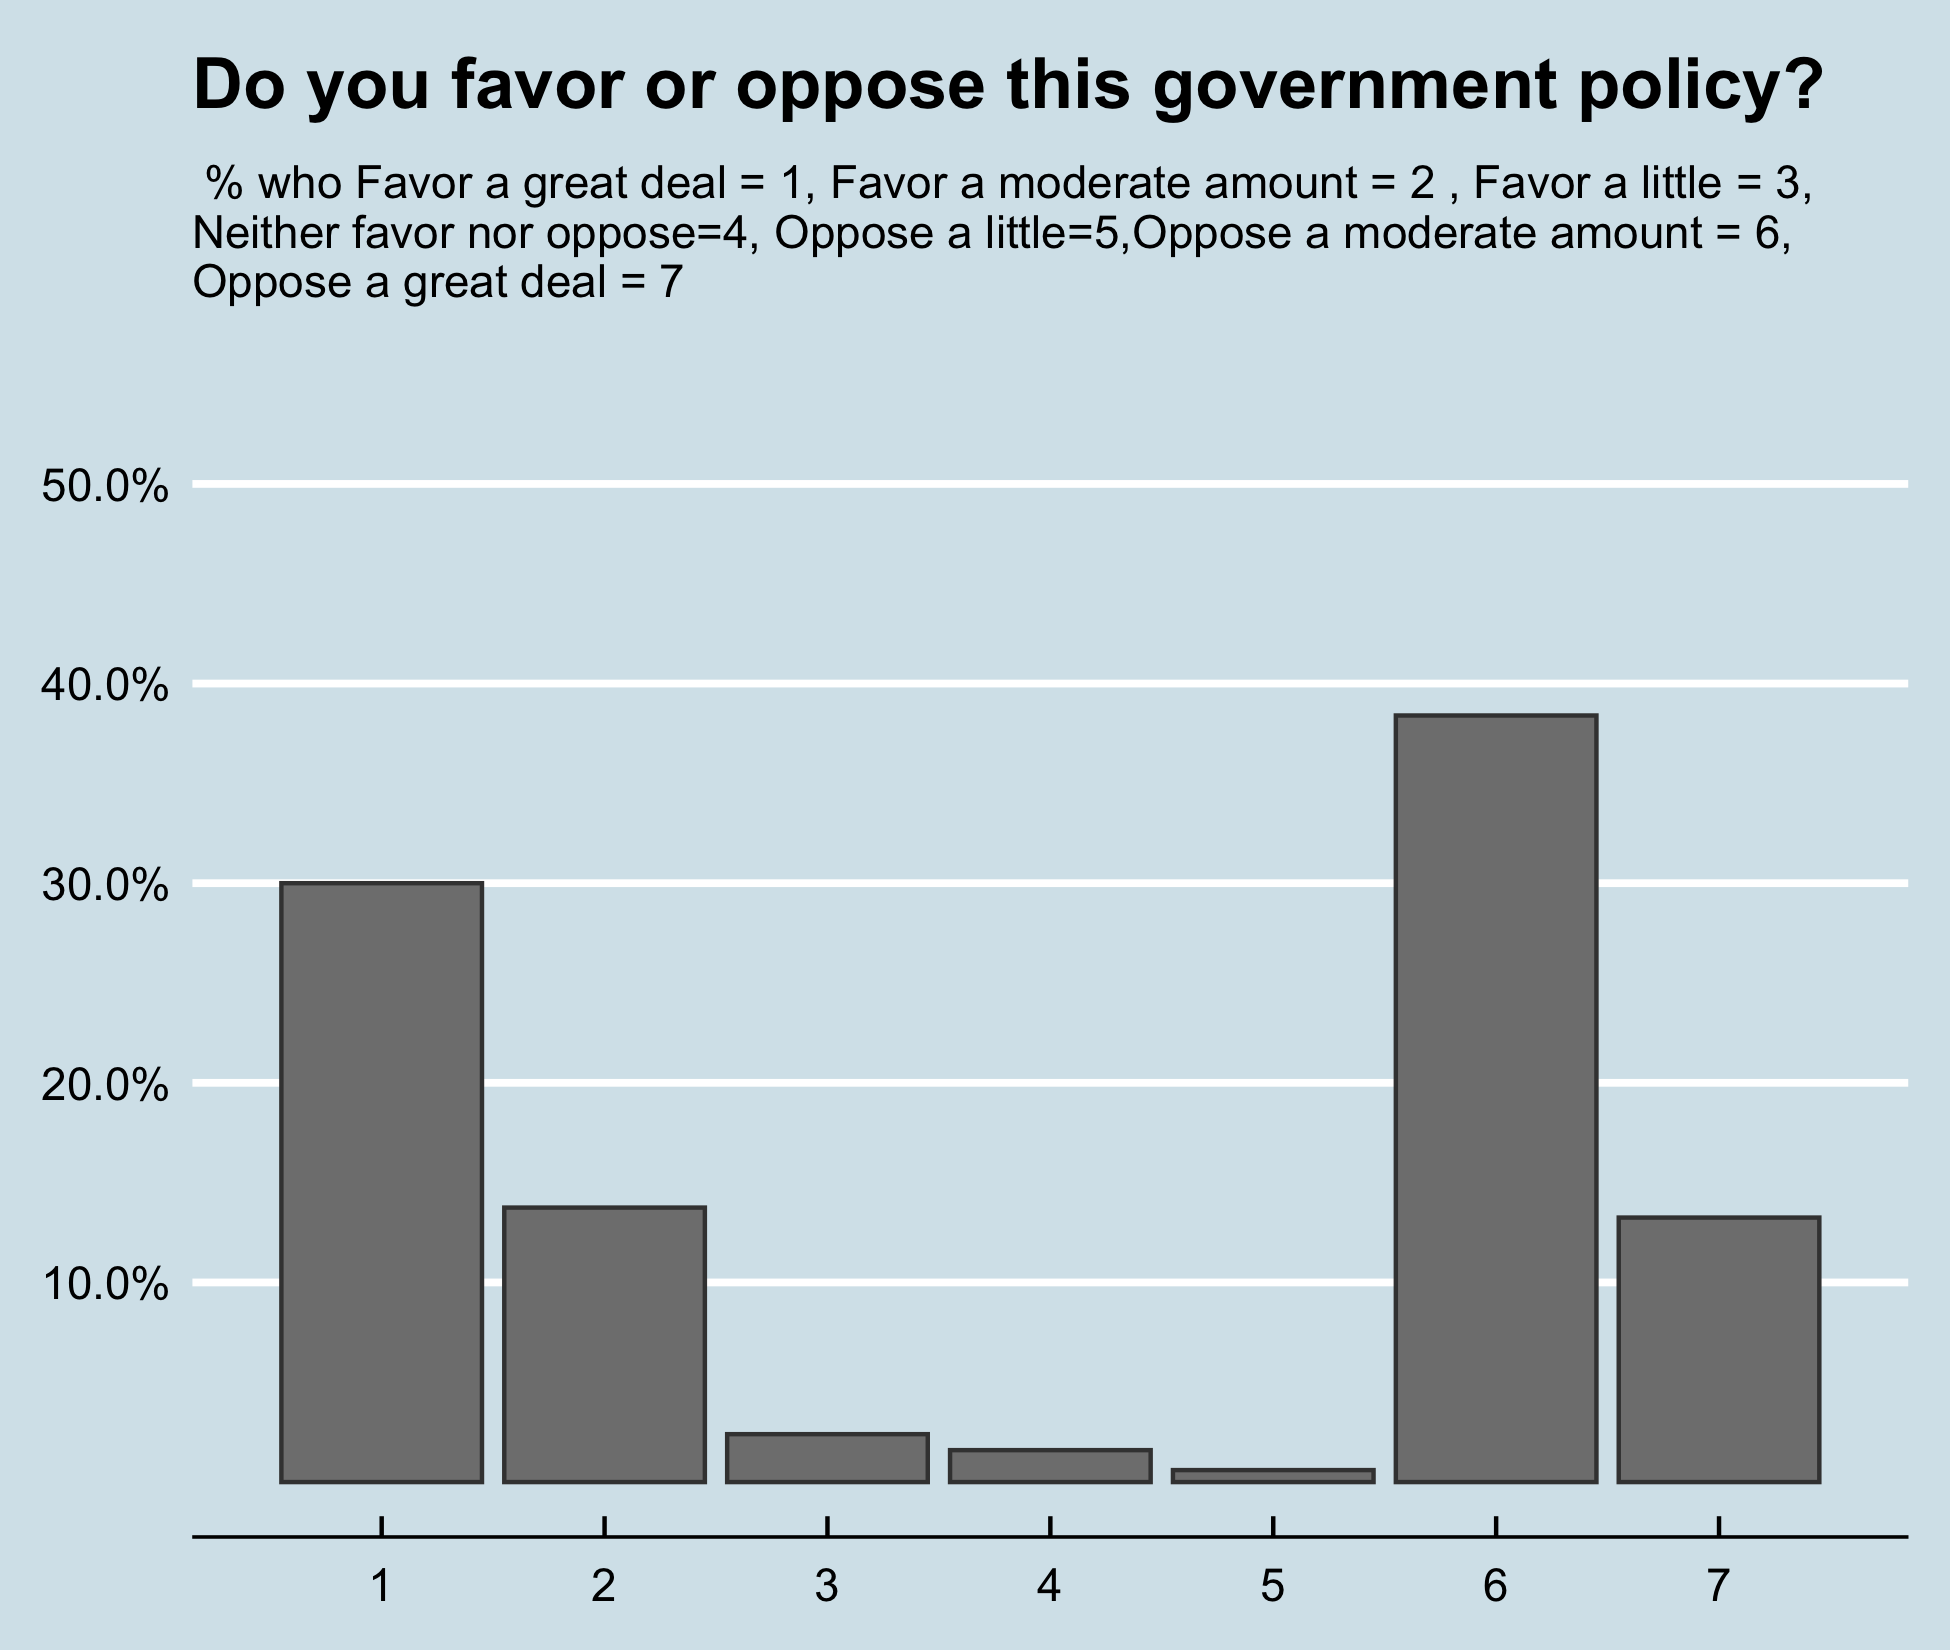 Do you favor or oppose this government policy?
% who Favor a great deal = 1, Favor a moderate amount = 2 , Favor a little = 3,
Neither favor nor oppose=4, Oppose a little=5,Oppose a moderate amount = 6,
Oppose a great deal = 7
50.0%
40.0%
30.0%
20.0%
10.0%
1 2 3 4 5 6 7